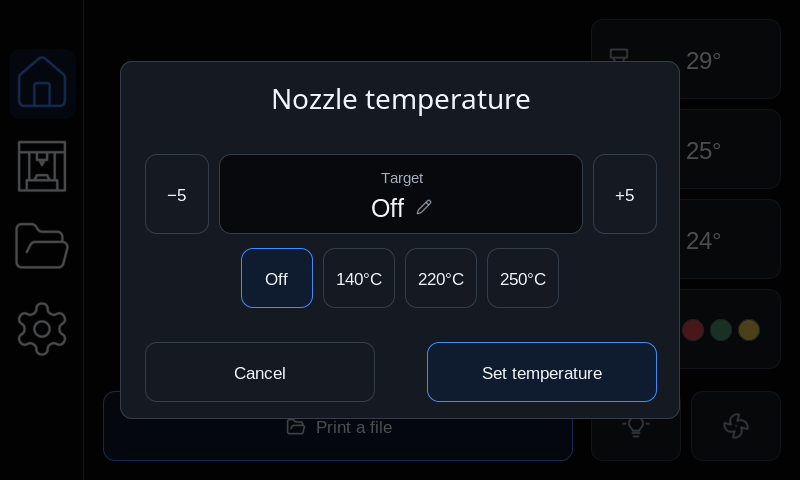 29°
Nozzle temperature
25°
−5
Target
Off
+5
24°
Off
140°C
220°C
250°C
Cancel
Set temperature
Print a file